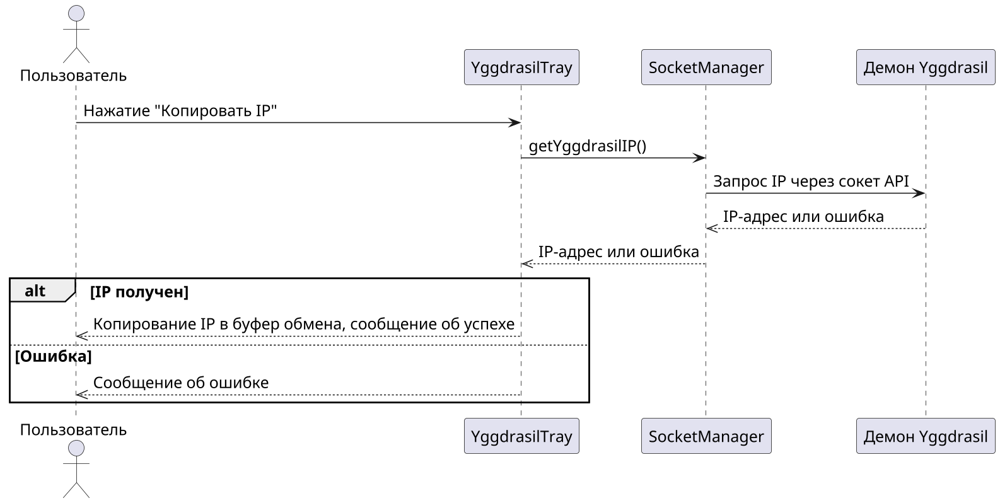 Пользователь
YggdrasilTray
SocketManager
Демон Yggdrasil
Нажатие "Копировать IP"
getYggdrasilIP()
Запрос IP через сокет API
IP-адрес или ошибка
IP-адрес или ошибка
alt
[IP получен]
Копирование IP в буфер обмена, сообщение об успехе
[Ошибка]
Сообщение об ошибке
Пользователь
YggdrasilTray
SocketManager
Демон Yggdrasil